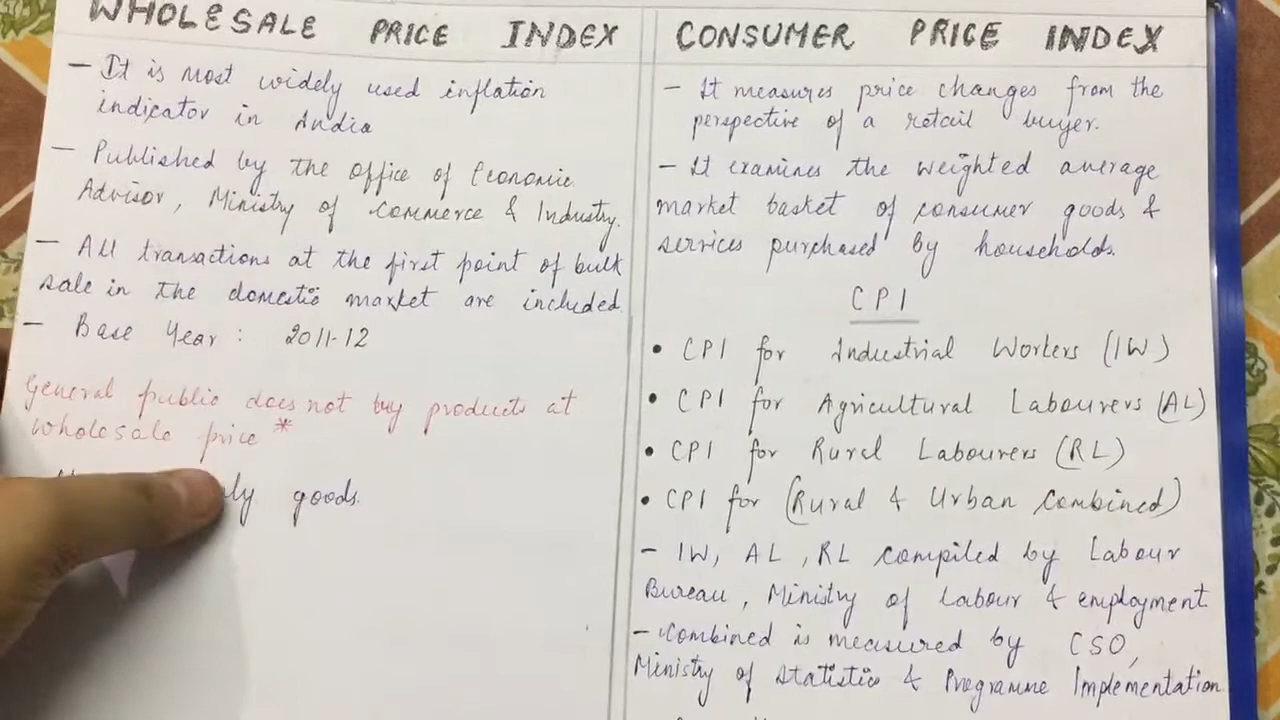 WHOLESALE PRICE INDEX
- It is most widely used inflation
indicator in India
- Published by the office of Economic
Advisor, Ministry of Commerce & Industry.
- All transactions at the first point of bulk
sale in the domestic market are included
- Base Year : 2011-12
General public does not buy products at
wholesale price *
goods.
CONSUMER PRICE INDEX
- It measures price changes from the
perspective of a retail buyer.
- It examines the weighted average
market basket of consumer goods &
services purchased by households.
CPI
• CPI for Industrial Workers (IW)
• CPI for Agricultural Labourers (AL)
• CPI for Rural Labourers (RL)
• CPI for (Rural & Urban Combined)
- IW, AL, RL compiled by Labour
Bureau, Ministry of Labour & employment
- Combined is measured by CSO,
Ministry of Statistic & Programme Implementation